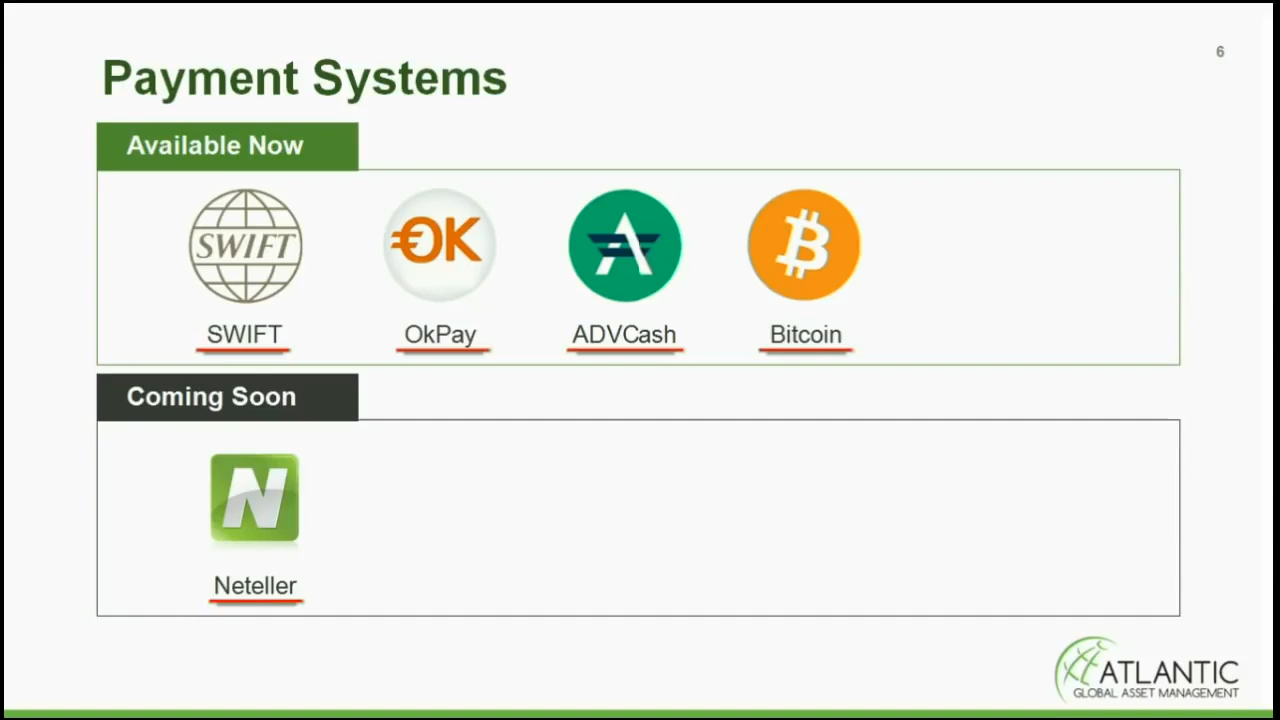 6
Payment Systems
Available Now
SWIFT
€OK
SWIFT
OkPay
ADVCash
Bitcoin
Coming Soon
N
Neteller
ATLANTIC
GLOBAL ASSET MANAGEMENT